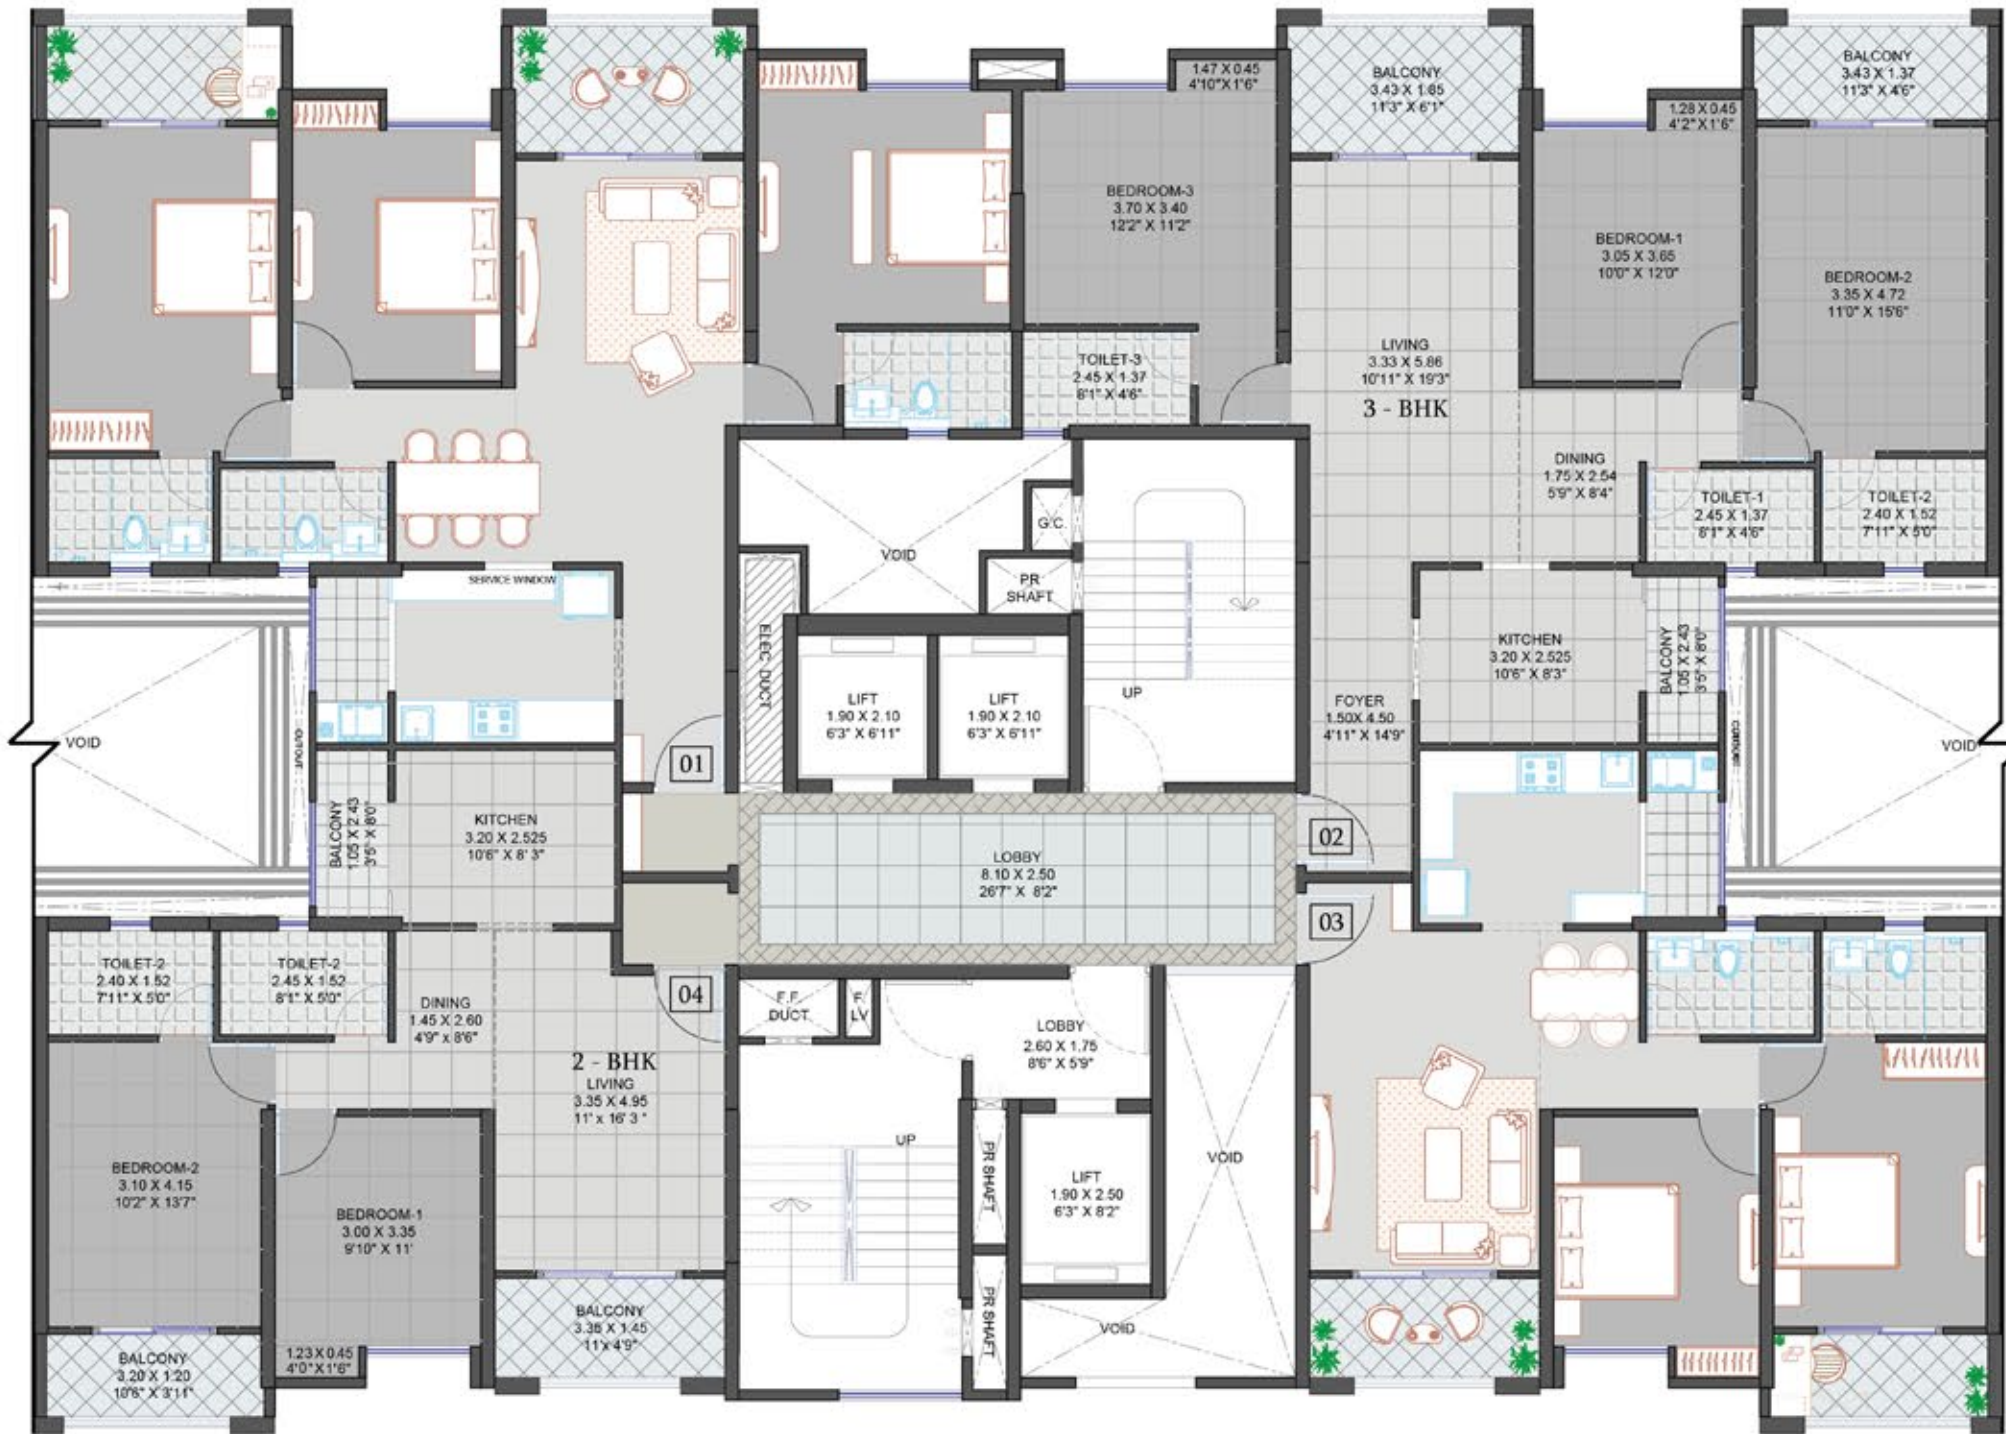 1.47 X 0.45
4'10" X 1'6"
BALCONY
3.43 X 1.85
11'3" X 6'1"
BALCONY
3.43 X 1.37
11'3" X 4'6"
1.28 X 0.45
4'2" X 1'6"
BEDROOM-3
3.70 X 3.40
12'2" X 11'2"
BEDROOM-1
3.05 X 3.65
10'0" X 12'0"
BEDROOM-2
3.35 X 4.72
11'0" X 15'6"
TOILET-3
2.45 X 1.37
8'1" X 4'6"
LIVING
3.33 X 5.86
10'11" X 19'3"
3 - BHK
DINING
1.75 X 2.54
5'9" X 8'4"
TOILET-1
2.45 X 1.37
8'1" X 4'6"
TOILET-2
2.40 X 1.52
7'11" X 5'0"
G.C.
VOID
PR
SHAFT
SERVICE WINDOW
ELEC. DUCT
LIFT
1.90 X 2.10
6'3" X 6'11"
LIFT
1.90 X 2.10
6'3" X 6'11"
UP
FOYER
1.50X 4.50
4'11" X 14'9"
KITCHEN
3.20 X 2.525
10'6" X 8'3"
BALCONY
1.05 X 2.43
3'5" X 8'0"
VOID
CUTOUT
VOID
01
02
03
04
BALCONY
1.05 X 2.43
3'5" X 8'0"
KITCHEN
3.20 X 2.525
10'6" X 8' 3"
LOBBY
8.10 X 2.50
26'7" X 8'2"
TOILET-2
2.40 X 1.52
7'11" X 5'0"
TOILET-2
2.45 X 1.52
8'1" X 5'0"
DINING
1.45 X 2.60
4'9" X 8'6"
F.F.
DUCT
F.
LV
LOBBY
2.60 X 1.75
8'6" X 5'9"
2 - BHK
LIVING
3.35 X 4.95
11' x 16' 3 "
UP
PR SHAFT
LIFT
1.90 X 2.50
6'3" X 8'2"
VOID
BEDROOM-2
3.10 X 4.15
10'2" X 13'7"
BEDROOM-1
3.00 X 3.35
9'10" X 11'
PR SHAFT
VOID
BALCONY
3.35 X 1.45
11'x 4'9"
1.23 X 0.45
4'0" X 1'6"
BALCONY
3.20 X 1.20
10'6" X 3'11"